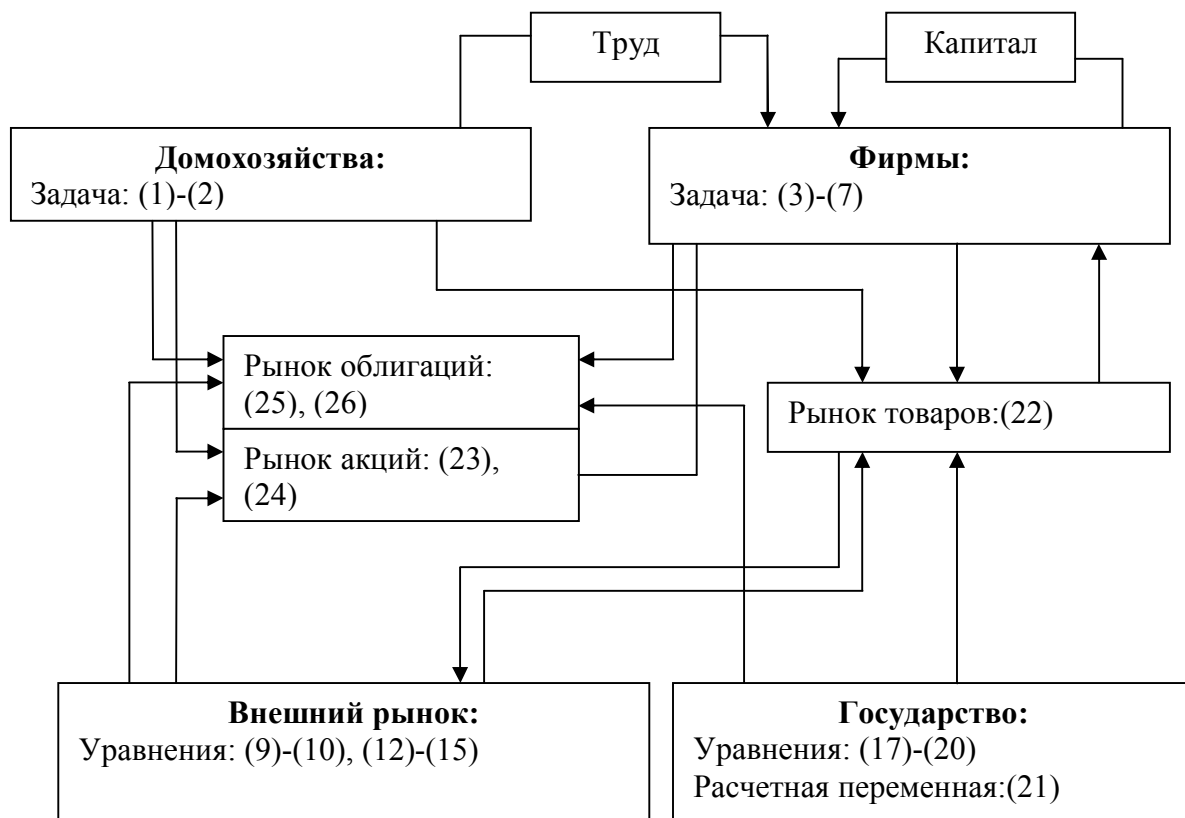 Труд
Капитал
Домохозяйства:
Задача: (1)-(2)
Фирмы:
Задача: (3)-(7)
Рынок облигаций:
(25), (26)
Рынок акций: (23),
(24)
Рынок товаров:(22)
Внешний рынок:
Уравнения: (9)-(10), (12)-(15)
Государство:
Уравнения: (17)-(20)
Расчетная переменная:(21)